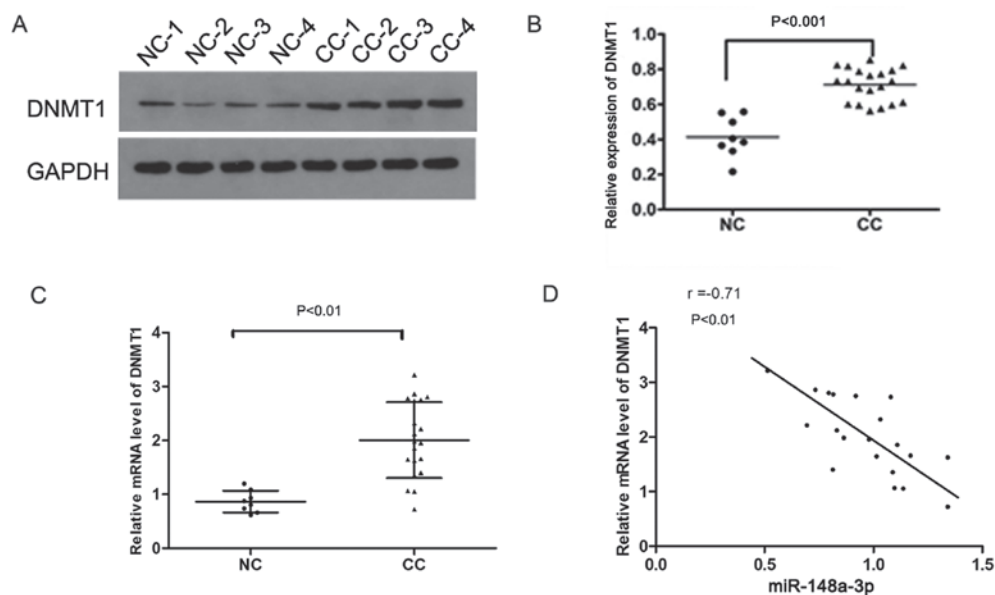 A
NC-1 NC-2 NC-3 NC-4 CC-1 CC-2 CC-3 CC-4
DNMT1
GAPDH
B
P<0.001
Relative expression of DNMT1
1.0
0.8
0.6
0.4
0.2
0.0
NC CC
C
P<0.01
Relative mRNA level of DNMT1
4
3
2
1
0
NC CC
D
r =-0.71
P<0.01
Relative mRNA level of DNMT1
4
3
2
1
0
0.0 0.5 1.0 1.5
miR-148a-3p